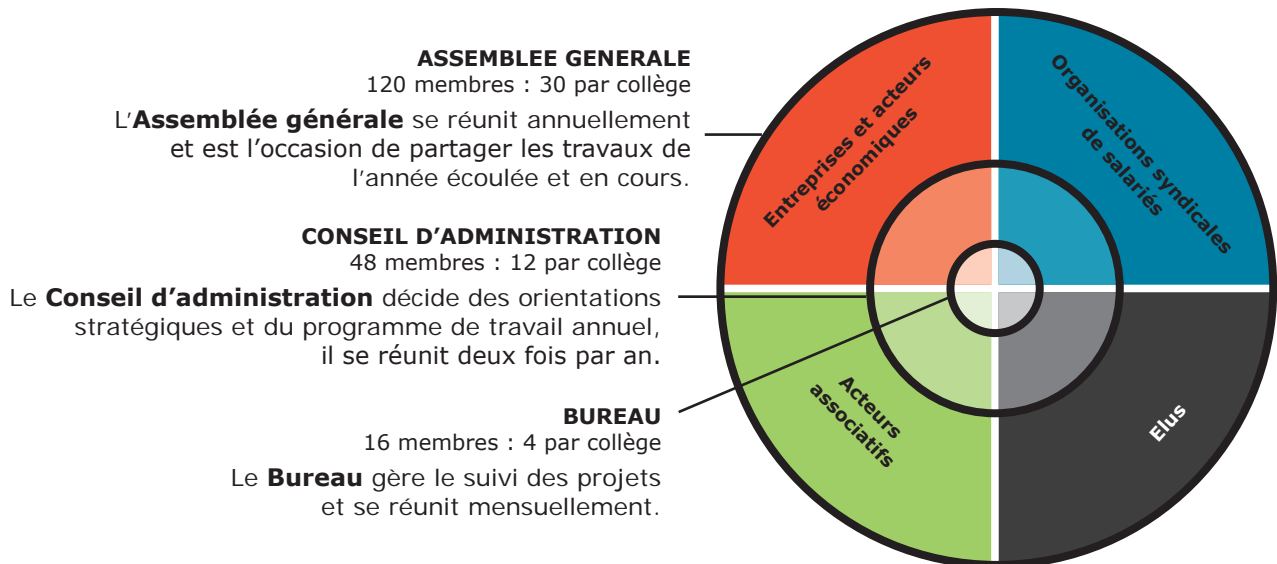 ASSEMBLEE GENERALE
120 membres : 30 par collège
L'Assemblée générale se réunit annuellement
et est l'occasion de partager les travaux de
l'année écoulée et en cours.
CONSEIL D'ADMINISTRATION
48 membres : 12 par collège
Le Conseil d'administration décide des orientations
stratégiques et du programme de travail annuel,
il se réunit deux fois par an.
BUREAU
16 membres : 4 par collège
Le Bureau gère le suivi des projets
et se réunit mensuellement.
Entreprises et acteurs
économiques
Organisations syndicales
de salariés
Acteurs
associatifs
Elus